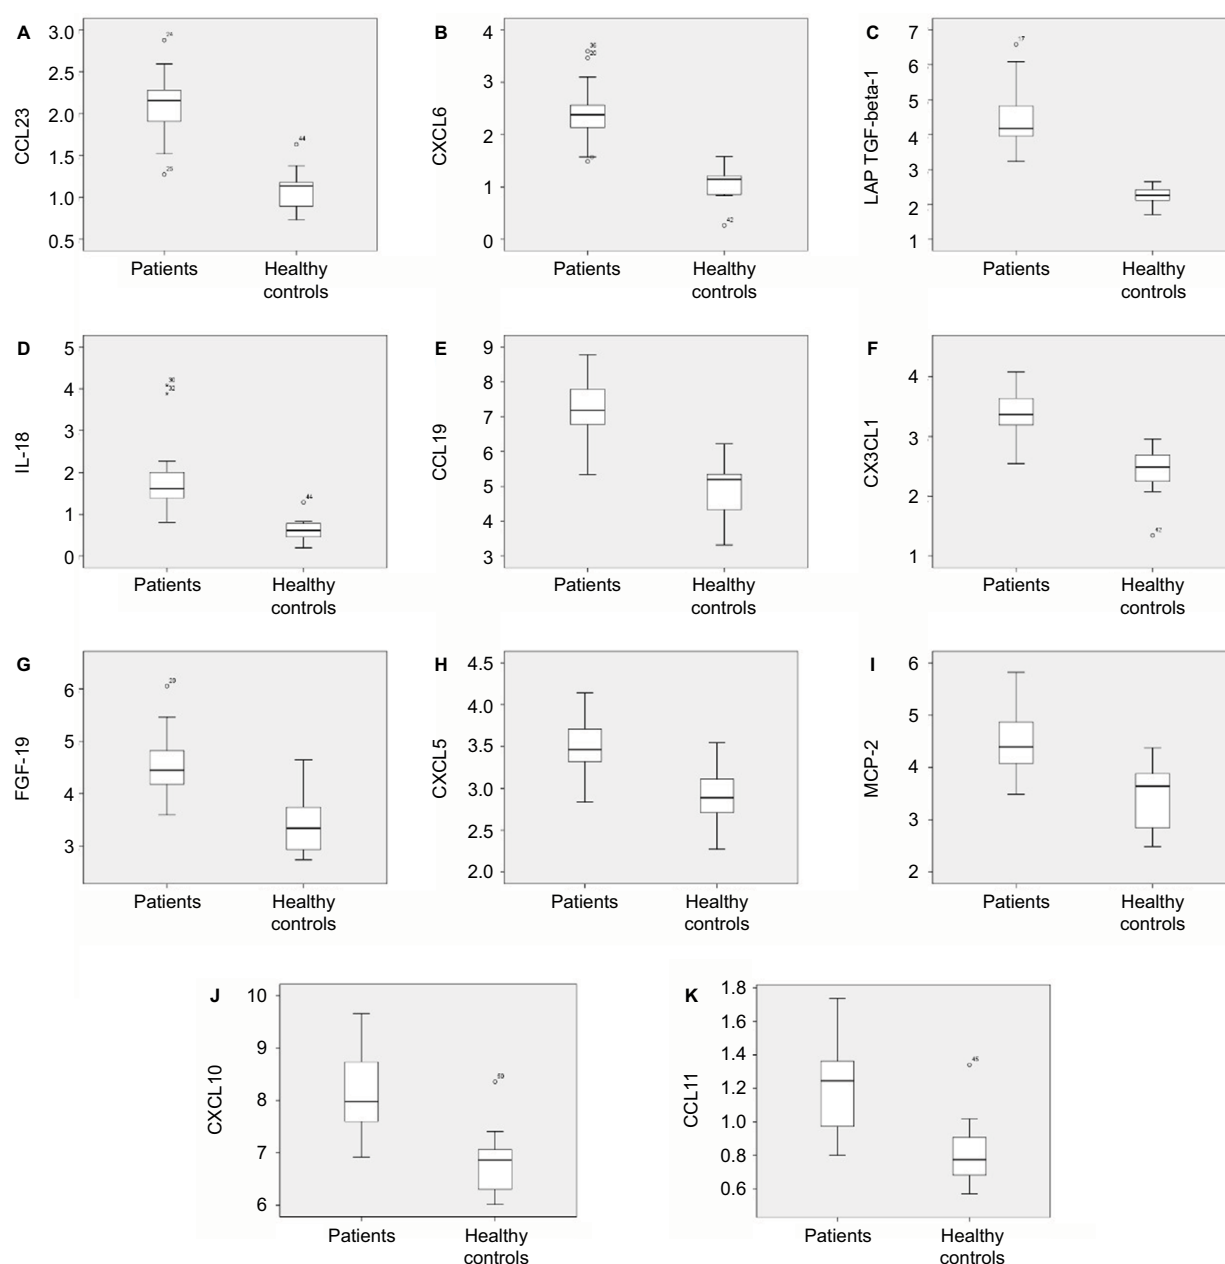 A
CCL23
3.0
2.5
2.0
1.5
1.0
0.5
24
25
44
Patients
Healthy
controls
B
CXCL6
4
3
2
1
0
42
Patients
Healthy
controls
C
LAP TGF-beta-1
7
6
5
4
3
2
1
17
Patients
Healthy
controls
D
IL-18
5
4
3
2
1
0
44
Patients
Healthy
controls
E
CCL19
9
8
7
6
5
4
3
Patients
Healthy
controls
F
CX3CL1
4
3
2
1
Patients
Healthy
controls
G
FGF-19
6
5
4
3
Patients
Healthy
controls
H
CXCL5
4.5
4.0
3.5
3.0
2.5
2.0
Patients
Healthy
controls
I
MCP-2
6
5
4
3
2
Patients
Healthy
controls
J
CXCL10
10
9
8
7
6
Patients
Healthy
controls
K
CCL11
1.8
1.6
1.4
1.2
1.0
0.8
0.6
Patients
Healthy
controls